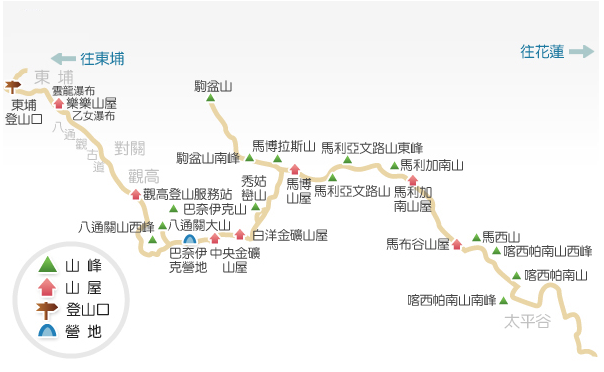 往東埔
往花蓮
東 埔
雲龍瀑布
樂樂山屋
乙女瀑布
東埔
登山口
八通觀古道
對關
觀高
觀高登山服務站
駒盆山
駒盆山南峰
馬博拉斯山
馬利亞文路山東峰
馬利加南山
秀姑
巒山
馬博
山屋
馬利亞文路山
馬利加
南山屋
巴奈伊克山
八通關大山
八通關山西峰
白洋金礦山屋
巴奈伊
克營地
中央金礦
山屋
馬布谷山屋
馬西山
喀西帕南山西峰
喀西帕南山
喀西帕南山南峰
太平谷
山 峰
山 屋
登山口
營 地